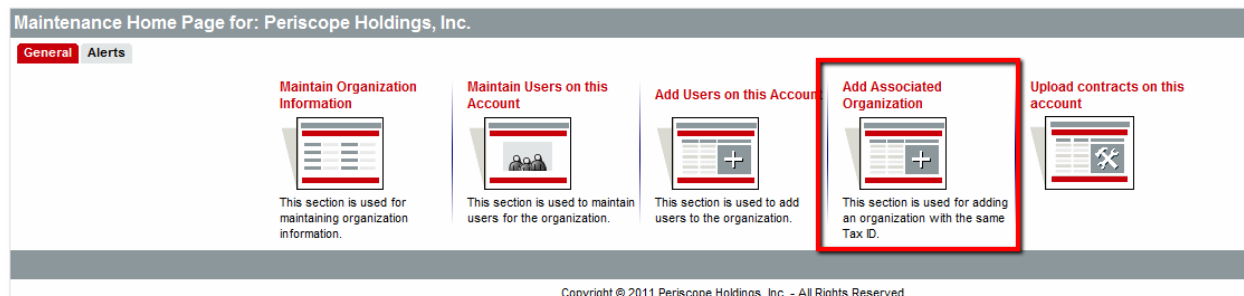 Maintenance Home Page for: Periscope Holdings, Inc.
General Alerts
Maintain Organization
Information
This section is used for
maintaining organization
information.
Maintain Users on this
Account
This section is used to maintain
users for the organization.
Add Users on this Accoun
This section is used to add
users to the organization.
Add Associated
Organization
This section is used for adding
an organization with the same
Tax ID.
Upload contracts on this
account
Copyright © 2011 Periscope Holdings, Inc. - All Rights Reserved